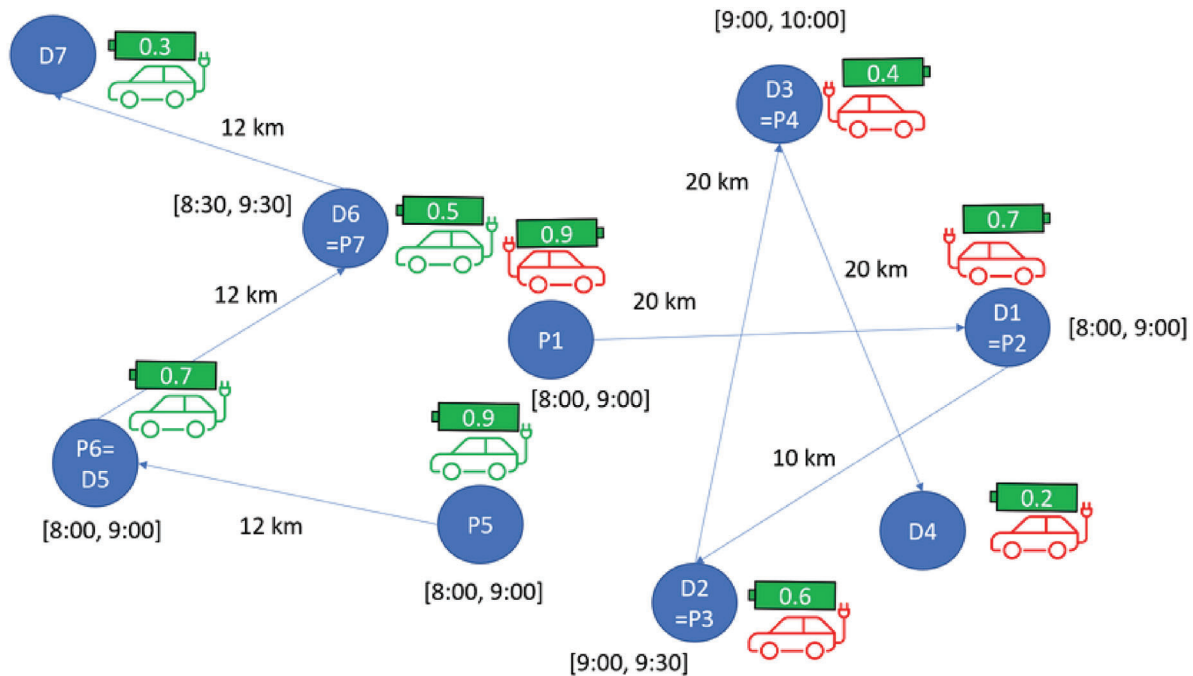 [9:00, 10:00]
D7
0.3
D3
=P4
0.4
12 km
20 km
[8:30, 9:30]
D6
=P7
0.5
0.9
0.7
20 km
12 km
20 km
P1
D1
=P2
[8:00, 9:00]
0.7
[8:00, 9:00]
0.9
P6=
D5
10 km
0.2
[8:00, 9:00]
12 km
P5
D4
[8:00, 9:00]
D2
=P3
0.6
[9:00, 9:30]